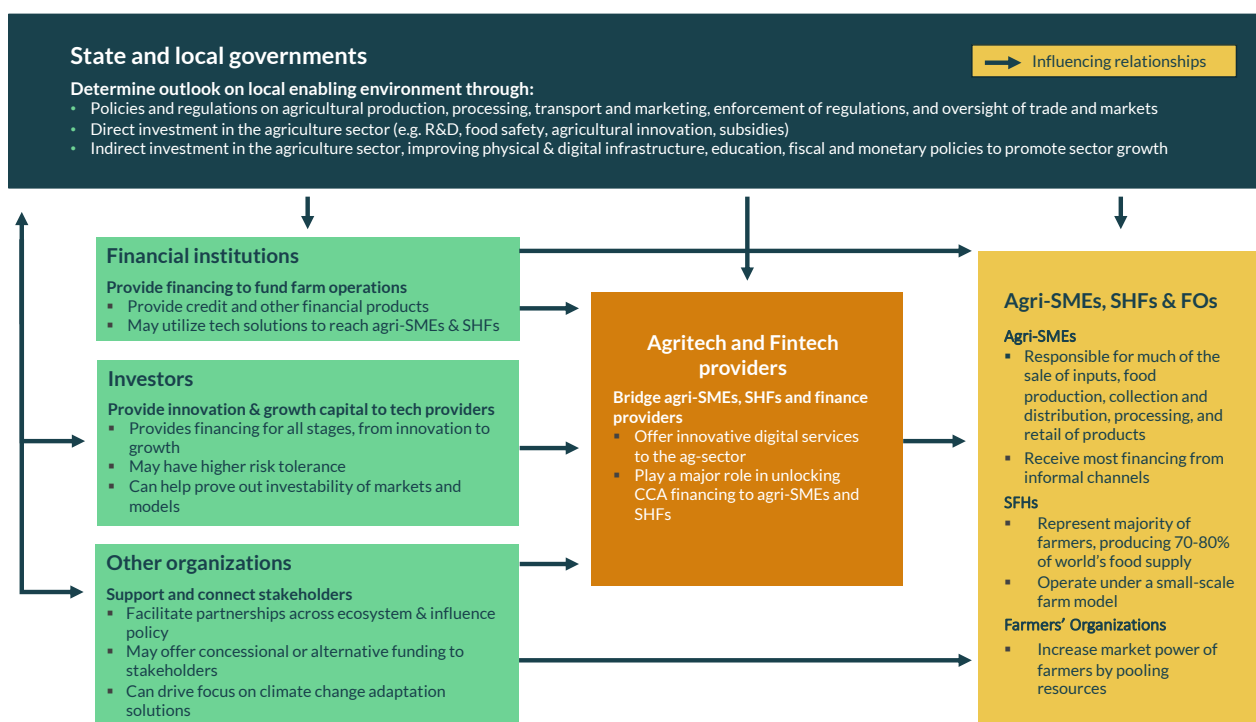 State and local governments
Influencing relationships
Determine outlook on local enabling environment through:
• Policies and regulations on agricultural production, processing, transport and marketing, enforcement of regulations, and oversight of trade and markets
• Direct investment in the agriculture sector (e.g. R&D, food safety, agricultural innovation, subsidies)
• Indirect investment in the agriculture sector, improving physical & digital infrastructure, education, fiscal and monetary policies to promote sector growth
Financial institutions
Provide financing to fund farm operations
▪ Provide credit and other financial products
▪ May utilize tech solutions to reach agri-SMEs & SHFs
Investors
Provide innovation & growth capital to tech providers
▪ Provides financing for all stages, from innovation to
growth
▪ May have higher risk tolerance
▪ Can help prove out investability of markets and
models
Other organizations
Support and connect stakeholders
▪ Facilitate partnerships across ecosystem & influence
policy
▪ May offer concessional or alternative funding to
stakeholders
▪ Can drive focus on climate change adaptation
solutions
Agritech and Fintech
providers
Bridge agri-SMEs, SHFs and finance
providers
▪ Offer innovative digital services
to the ag-sector
▪ Play a major role in unlocking
CCA financing to agri-SMEs and
SHFs
Agri-SMEs, SHFs & FOs
Agri-SMEs
▪ Responsible for much of the
sale of inputs, food
production, collection and
distribution, processing, and
retail of products
▪ Receive most financing from
informal channels
SFHs
▪ Represent majority of
farmers, producing 70-80%
of world's food supply
▪ Operate under a small-scale
farm model
Farmers' Organizations
▪ Increase market power of
farmers by pooling
resources